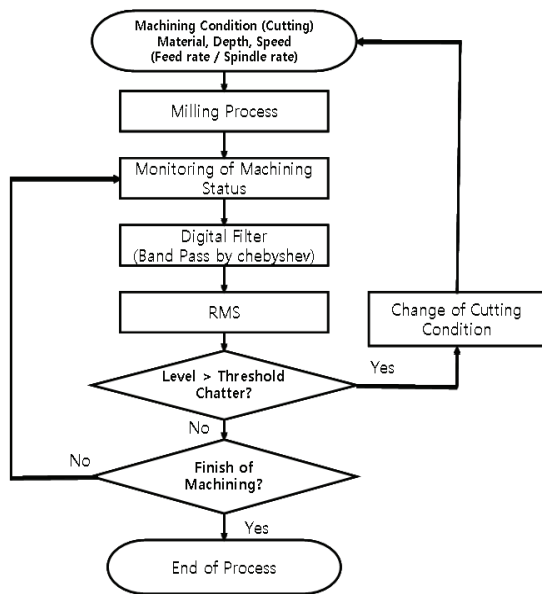 Machining Condition (Cutting)
Material, Depth, Speed
(Feed rate / Spindle rate)
Milling Process
Monitoring of Machining
Status
Digital Filter
(Band Pass by chebyshev)
RMS
Change of Cutting
Condition
Level > Threshold
Chatter?
Yes
No
No
Finish of
Machining?
Yes
End of Process